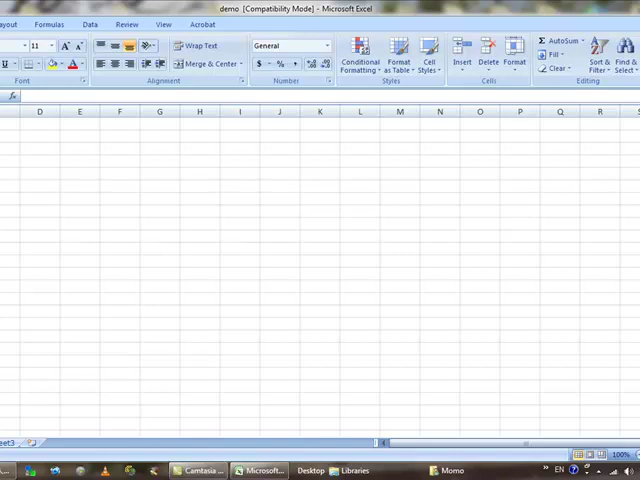 demo [Compatibility Mode] - Microsoft Excel
ayout Formulas Data Review View Acrobat
11 A A Wrap Text General Conditional Formatting Format as Table Cell Styles Insert Delete Format AutoSum Fill Clear Sort & Filter Find & Select
U A Merge & Center $ % ,
Font Alignment Number Styles Cells Editing
fx
D E F G H I J K L M N O P Q R S
eet3
100%
Camtasia ... Microsoft... Desktop Libraries Momo » EN